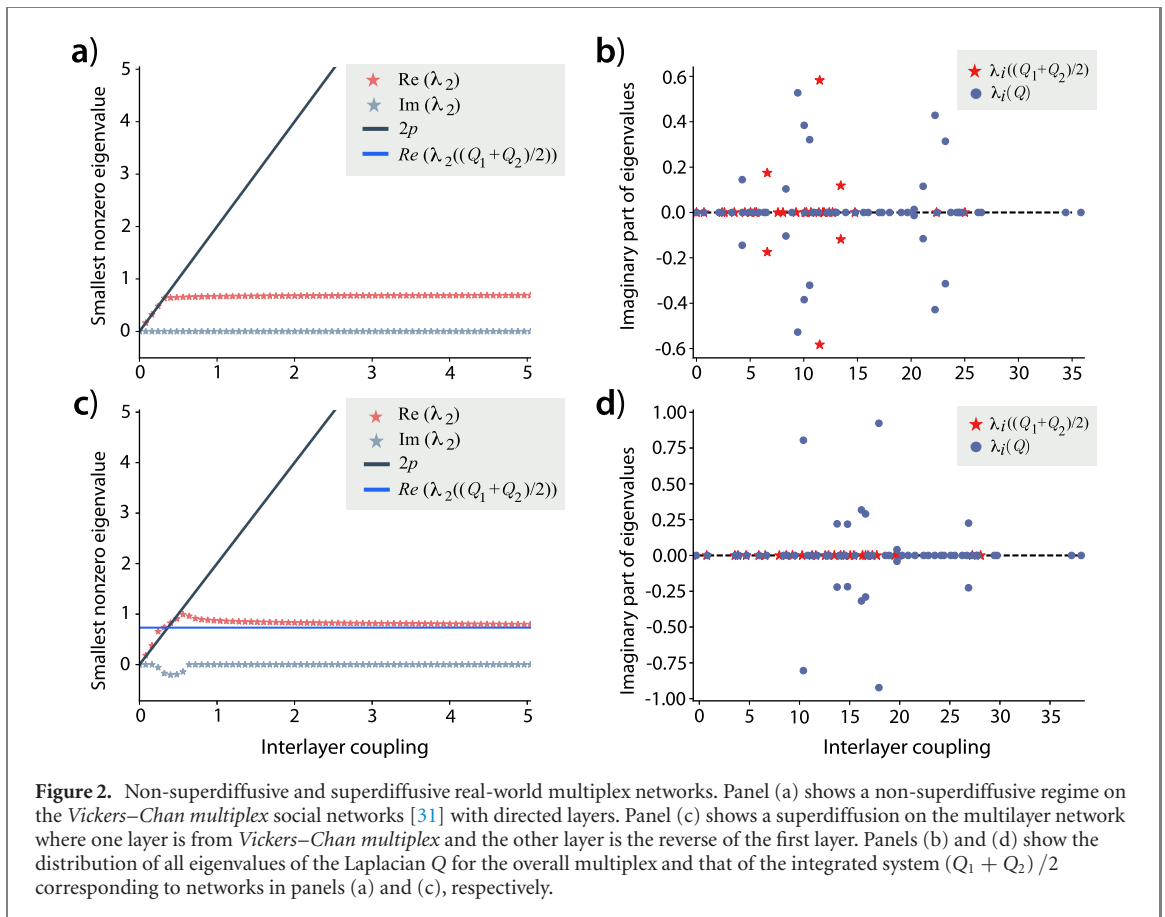 a)
Smallest nonzero eigenvalue
5
4
3
2
1
0
0 1 2 3 4 5
Re (λ₂)
Im (λ₂)
2p
Re (λ₂((Q₁+Q₂)/2))
b)
Imaginary part of eigenvalues
0.6
0.4
0.2
0.0
-0.2
-0.4
-0.6
0 5 10 15 20 25 30 35
λᵢ((Q₁+Q₂)/2)
λᵢ(Q)
c)
Smallest nonzero eigenvalue
5
4
3
2
1
0
0 1 2 3 4 5
Interlayer coupling
Re (λ₂)
Im (λ₂)
2p
Re (λ₂((Q₁+Q₂)/2))
d)
Imaginary part of eigenvalues
1.00
0.75
0.50
0.25
0.00
-0.25
-0.50
-0.75
-1.00
0 5 10 15 20 25 30 35
Interlayer coupling
λᵢ((Q₁+Q₂)/2)
λᵢ(Q)
Figure 2. Non-superdiffusive and superdiffusive real-world multiplex networks. Panel (a) shows a non-superdiffusive regime on
the Vickers–Chan multiplex social networks [31] with directed layers. Panel (c) shows a superdiffusion on the multilayer network
where one layer is from Vickers–Chan multiplex and the other layer is the reverse of the first layer. Panels (b) and (d) show the
distribution of all eigenvalues of the Laplacian Q for the overall multiplex and that of the integrated system (Q₁ + Q₂) /2
corresponding to networks in panels (a) and (c), respectively.